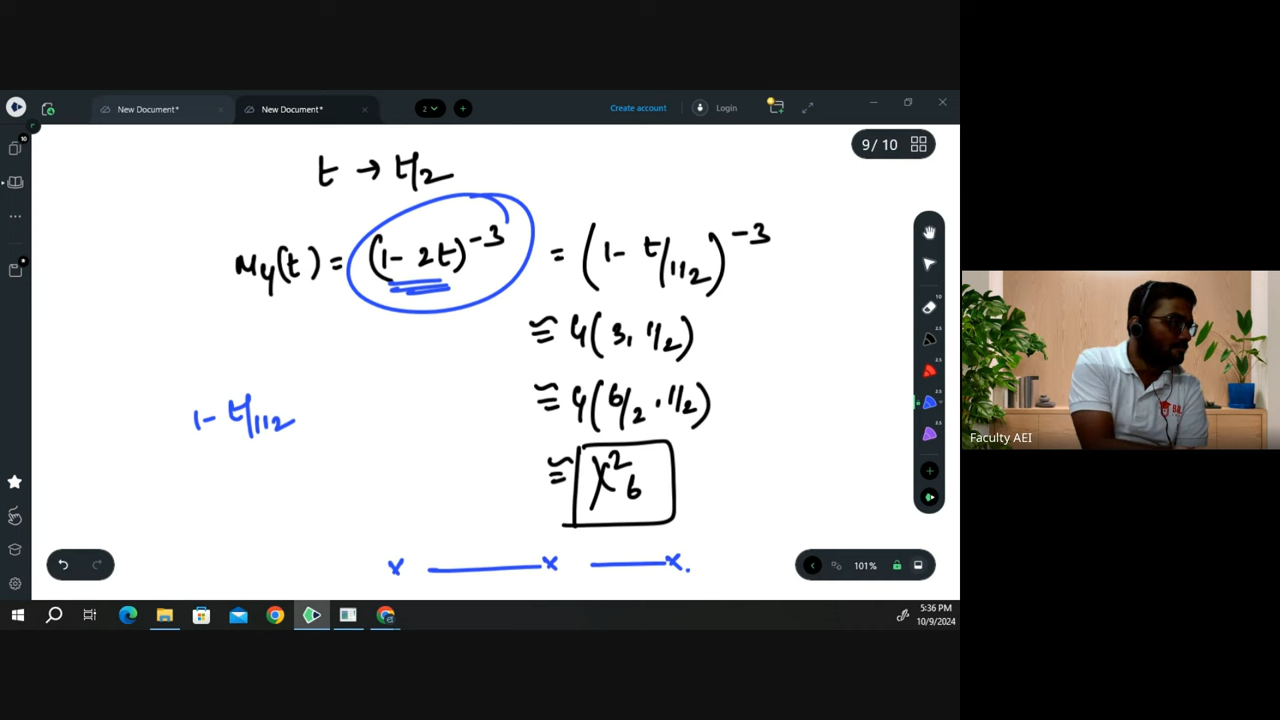 New Document* New Document* 2 Create account Login
9/ 10
t → t/2
My(t) = (1- 2t)^-3 = (1- t/1/2)^-3
≅ G(3, 1/2)
≅ G(6/2, 1/2)
1- t/1/2
≅ χ²6
x ——— x ——— x.
101%
Faculty AEI
5:36 PM
10/9/2024